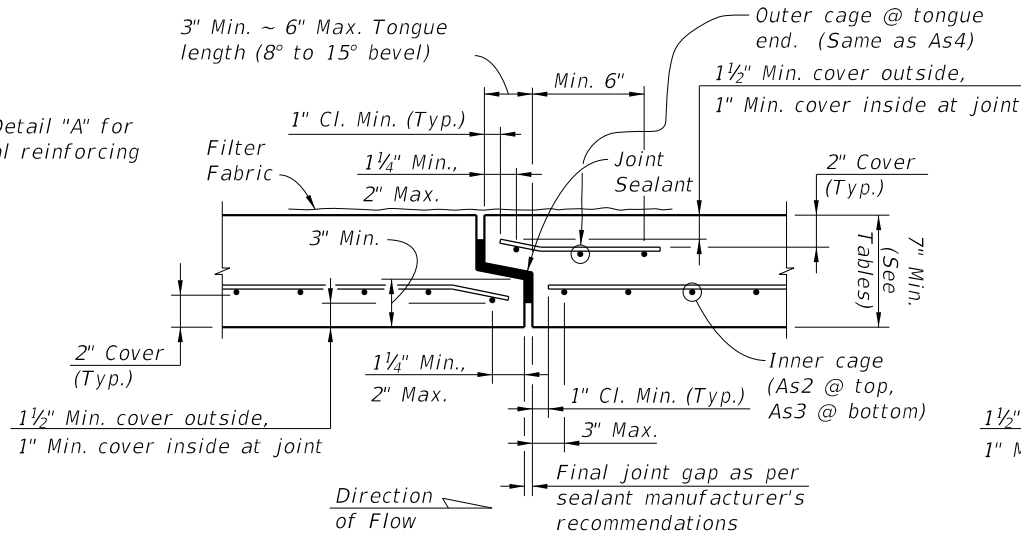 3" Min. ~ 6" Max. Tongue
length (8° to 15° bevel)
Outer cage @ tongue
end. (Same as As4)
Min. 6"
1½" Min. cover outside,
1" Min. cover inside at joint
Detail "A" for
al reinforcing
1" Cl. Min. (Typ.)
Filter
Fabric
1¼" Min.,
2" Max.
Joint
Sealant
2" Cover
(Typ.)
3" Min.
7" Min.
(See
Tables)
2" Cover
(Typ.)
1¼" Min.,
2" Max.
Inner cage
(As2 @ top,
As3 @ bottom)
1" Cl. Min. (Typ.)
1½" Min. cover outside,
1" Min. cover inside at joint
3" Max.
1½"
1" M
Direction
of Flow
Final joint gap as per
sealant manufacturer's
recommendations